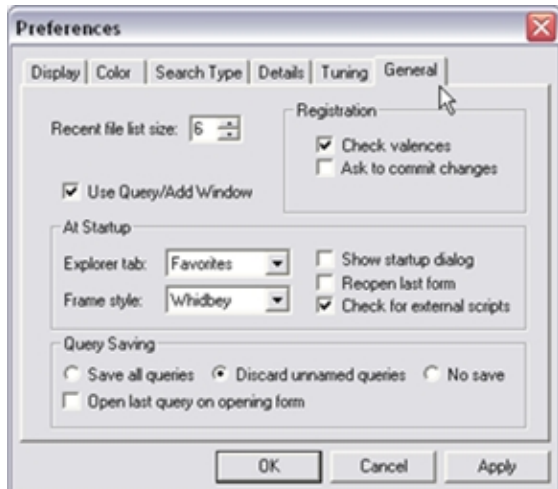 Preferences
Display Color Search Type Details Tuning General
Recent file list size: 6
Use Query/Add Window
Registration
Check valences
Ask to commit changes
At Startup
Explorer tab: Favorites
Frame style: Whidbey
Show startup dialog
Reopen last form
Check for external scripts
Query Saving
Save all queries Discard unnamed queries No save
Open last query on opening form
OK Cancel Apply